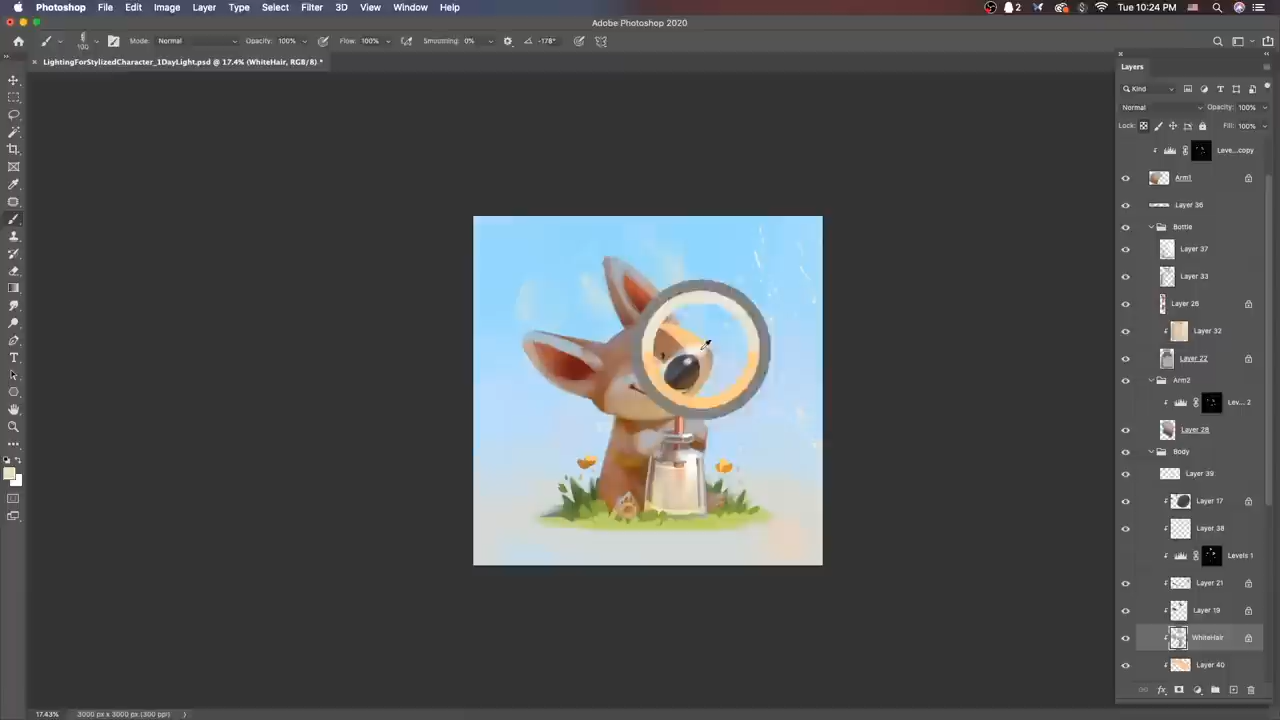 Photoshop File Edit Image Layer Type Select Filter 3D View Window Help 2 Tue 10:24 PM
Adobe Photoshop 2020
100 Mode: Normal Opacity: 100% Flow: 100% Smoothing: 0% -178°
LightingForStylizedCharacter_1DayLight.psd @ 17.4% (WhiteHair, RGB/8) *
Layers
Kind
Normal Opacity: 100%
Lock: Fill: 100%
Leve...copy
Arm1
Layer 36
Bottle
Layer 37
Layer 33
Layer 26
Layer 32
Layer 22
Arm2
Lev... 2
Layer 28
Body
Layer 39
Layer 17
Layer 38
Levels 1
Layer 21
Layer 19
WhiteHair
Layer 40
17.43% 3000 px x 3000 px (300 ppi)